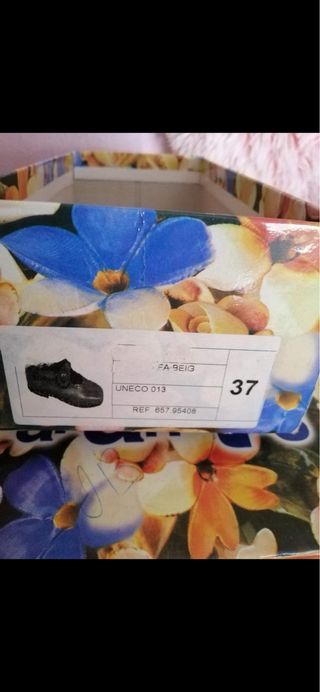 FA-BEIG
UNECO 013
37
REF. 657.95408